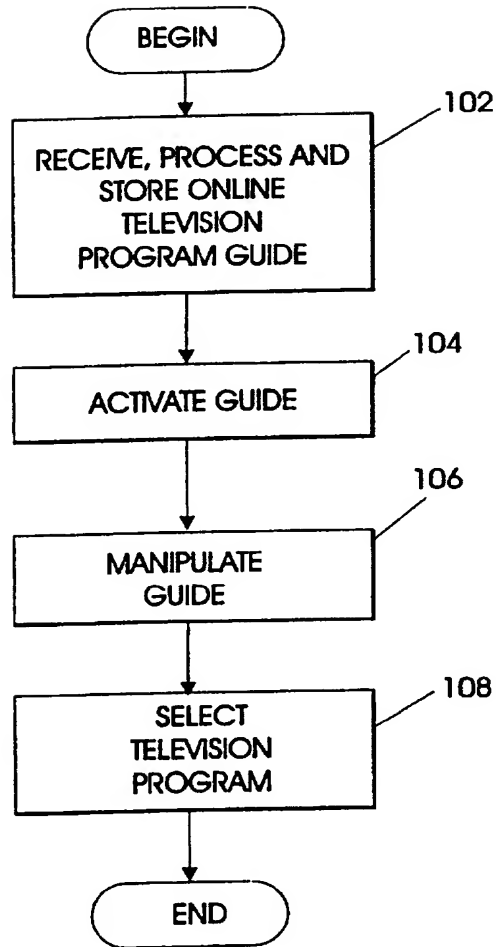 BEGIN
102
RECEIVE, PROCESS AND
STORE ONLINE
TELEVISION
PROGRAM GUIDE
104
ACTIVATE GUIDE
106
MANIPULATE
GUIDE
108
SELECT
TELEVISION
PROGRAM
END